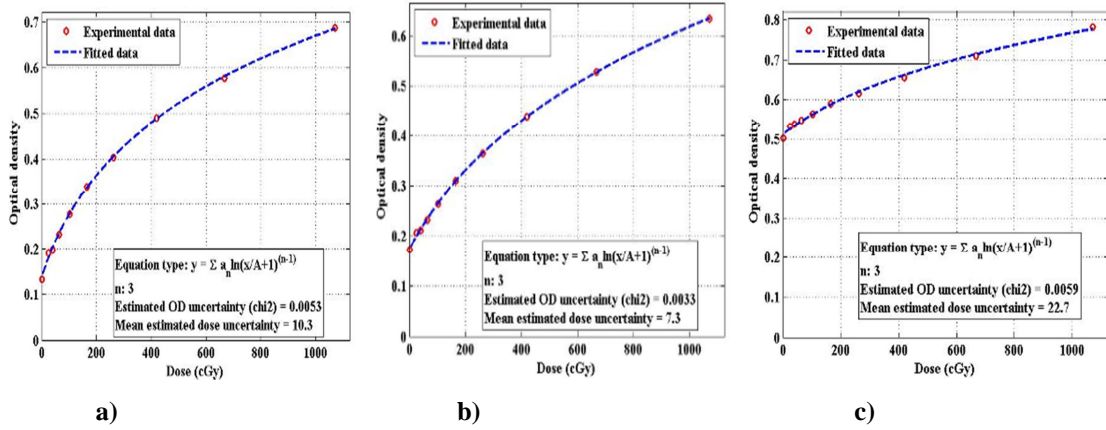 0.7
0.6
0.5
0.4
0.3
0.2
0.1
0
Optical density
Experimental data
Fitted data
Equation type: y = Σ aₙln(x/A+1)⁽ⁿ⁻¹⁾
n: 3
Estimated OD uncertainty (chi2) = 0.0053
Mean estimated dose uncertainty = 10.3
0 200 400 600 800 1000
Dose (cGy)
a)
0.6
0.5
0.4
0.3
0.2
0.1
0
Optical density
Experimental data
Fitted data
Equation type: y = Σ aₙln(x/A+1)⁽ⁿ⁻¹⁾
n: 3
Estimated OD uncertainty (chi2) = 0.0033
Mean estimated dose uncertainty = 7.3
0 200 400 600 800 1000
Dose (cGy)
b)
0.8
0.7
0.6
0.5
0.4
0.3
0.2
0.1
0
Optical density
Experimental data
Fitted data
Equation type: y = Σ aₙln(x/A+1)⁽ⁿ⁻¹⁾
n: 3
Estimated OD uncertainty (chi2) = 0.0059
Mean estimated dose uncertainty = 22.7
0 200 400 600 800 1000
Dose (cGy)
c)